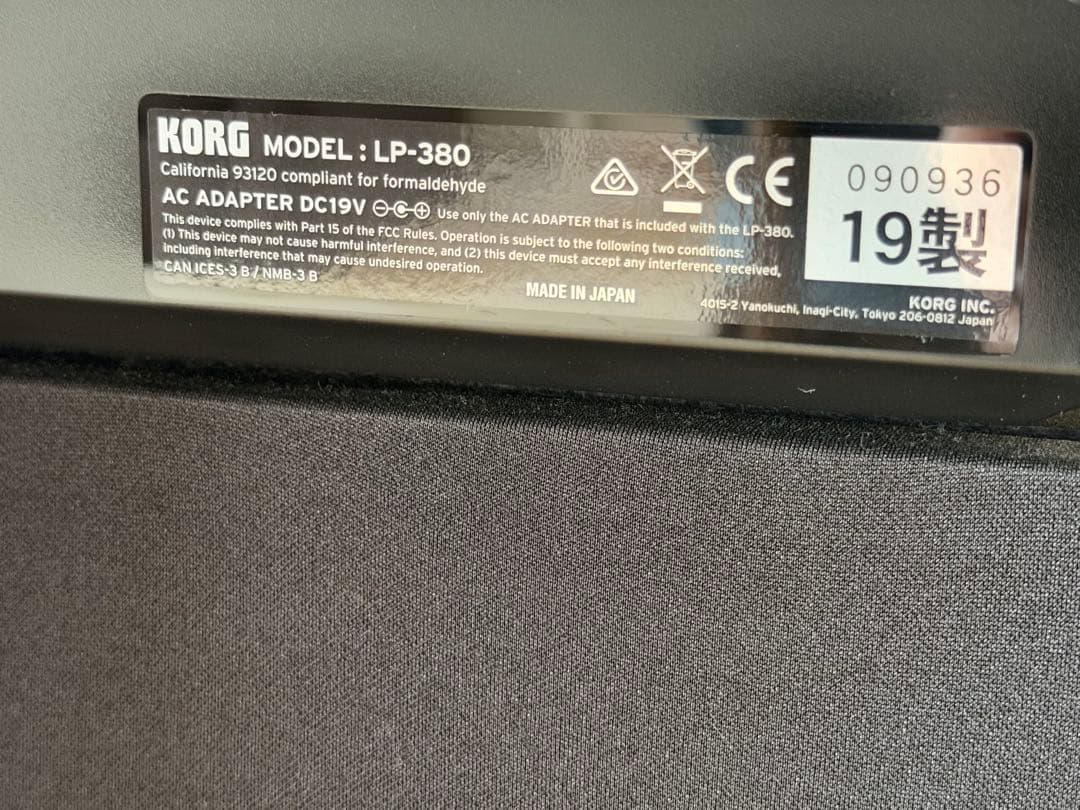 KORG MODEL : LP-380
California 93120 compliant for formaldehyde
AC ADAPTER DC19V Use only the AC ADAPTER that is included with the LP-380.
This device complies with Part 15 of the FCC Rules. Operation is subject to the following two conditions:
(1) This device may not cause harmful interference, and (2) this device must accept any interference received,
including interference that may cause undesired operation.
CAN ICES-3 B / NMB-3 B
MADE IN JAPAN
CE
090936
19製
KORG INC.
4015-2 Yanokuchi, Inagi-City, Tokyo 206-0812 Japan